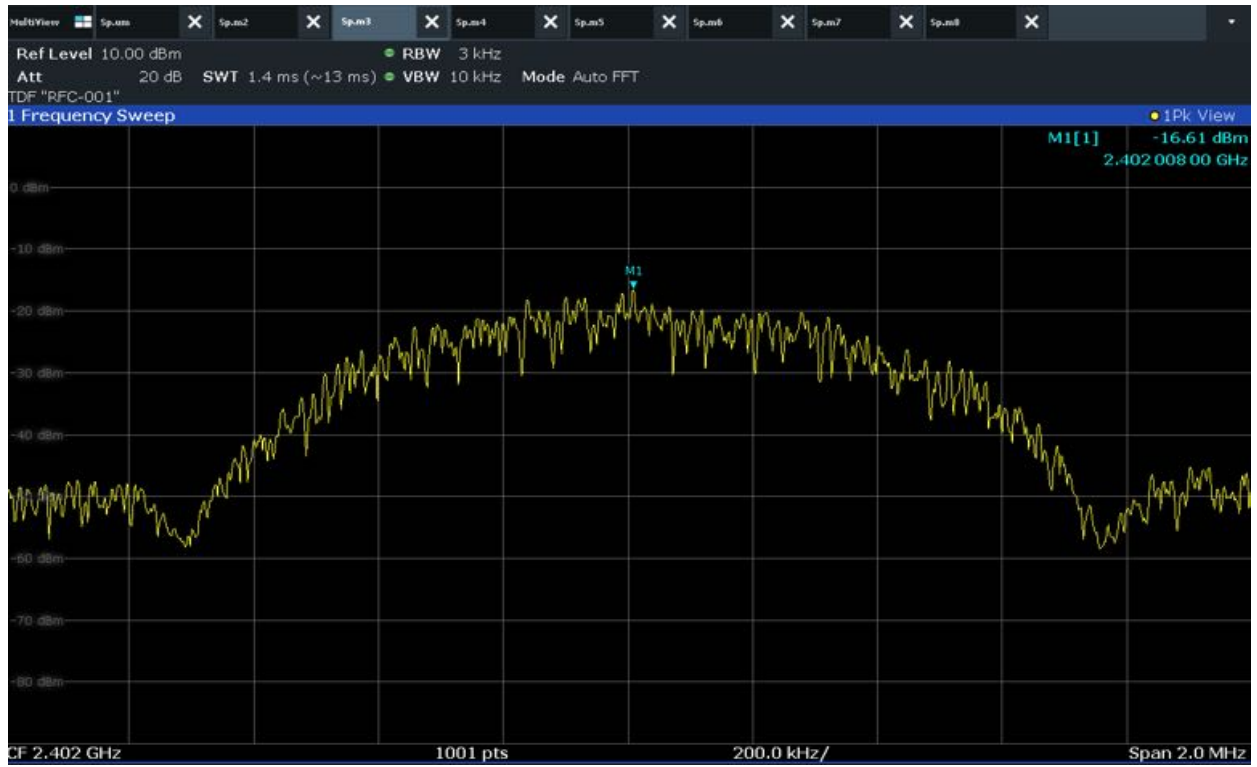 MultiView Sp.um Sp.m2 Sp.m3 Sp.m4 Sp.m5 Sp.m6 Sp.m7 Sp.m8
Ref Level 10.00 dBm RBW 3 kHz
Att 20 dB SWT 1.4 ms (~13 ms) VBW 10 kHz Mode Auto FFT
TDF "RFC-001"
1 Frequency Sweep 1Pk View
M1[1] -16.61 dBm
2.402 008 00 GHz
0 dBm
-10 dBm
M1
-20 dBm
-30 dBm
-40 dBm
-50 dBm
-60 dBm
-70 dBm
-80 dBm
CF 2.402 GHz 1001 pts 200.0 kHz/ Span 2.0 MHz